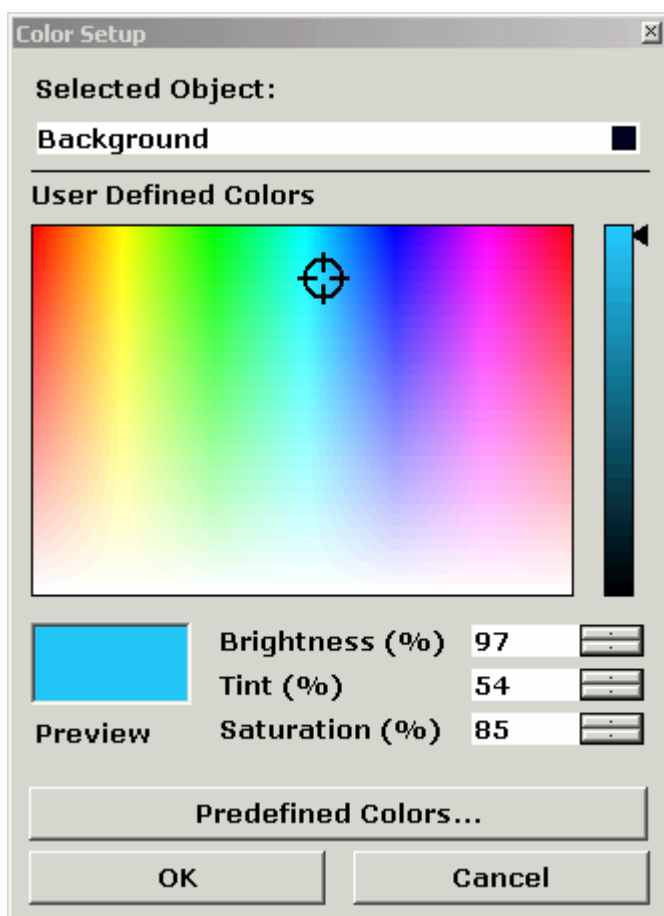 Color Setup
Selected Object:
Background
User Defined Colors
Brightness (%) 97
Tint (%) 54
Saturation (%) 85
Preview
Predefined Colors...
OK Cancel